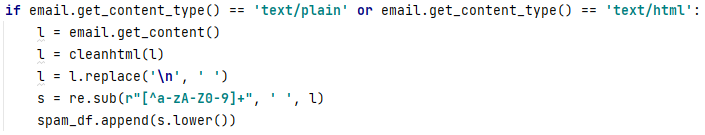 if email.get_content_type() == 'text/plain' or email.get_content_type() == 'text/html':
    l = email.get_content()
    l = cleanhtml(l)
    l = l.replace('\n', ' ')
    s = re.sub(r"[^a-zA-Z0-9]+", ' ', l)
    spam_df.append(s.lower())